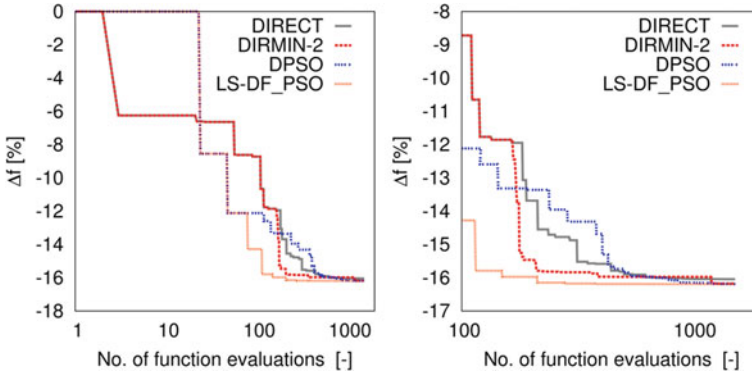 DIRECT
DIRMIN-2
DPSO
LS-DF_PSO
Δf [%]
0
-2
-4
-6
-8
-10
-12
-14
-16
-18
1
10
100
1000
No. of function evaluations [-]
DIRECT
DIRMIN-2
DPSO
LS-DF_PSO
Δf [%]
-8
-9
-10
-11
-12
-13
-14
-15
-16
-17
100
1000
No. of function evaluations [-]